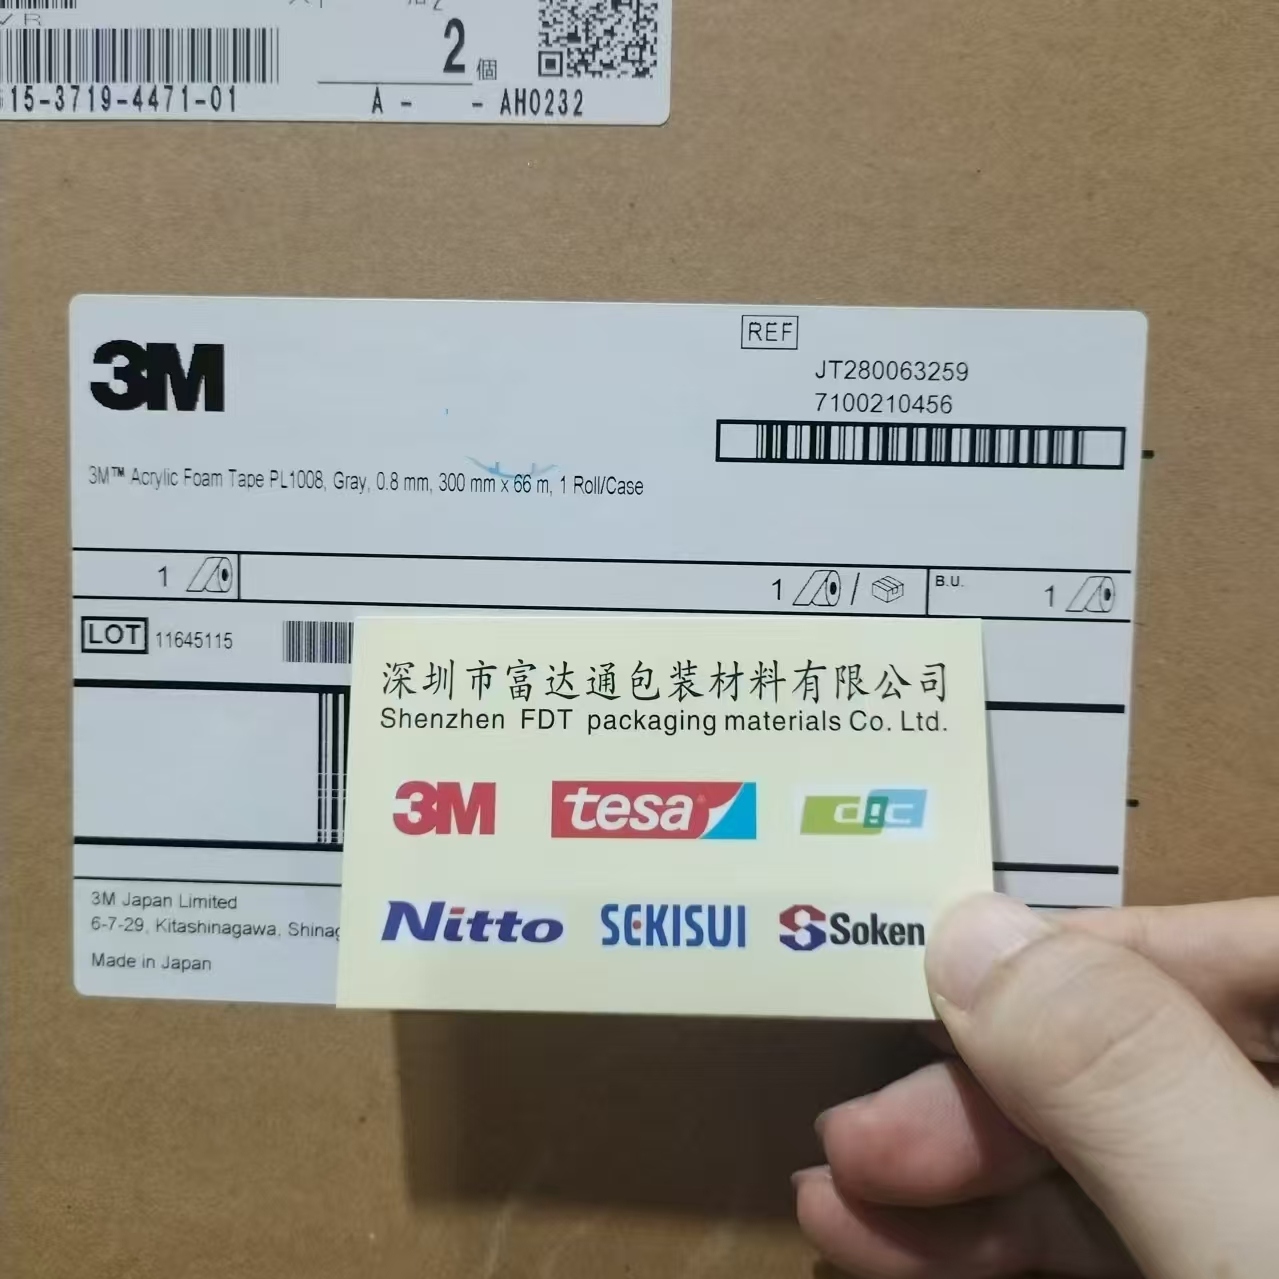 2 個
15-3719-4471-01
A - - AH0232
3M
REF
JT280063259
7100210456
3M™ Acrylic Foam Tape PL1008, Gray, 0.8 mm, 300 mm x 66 m, 1 Roll/Case
1
1 /
B.U.
1
LOT 11645115
3M Japan Limited
6-7-29, Kitashinagawa,
Made in Japan
深圳市富达通包装材料有限公司
Shenzhen FDT packaging materials Co. Ltd.
3M tesa dgc
Nitto SEKISUI Soken